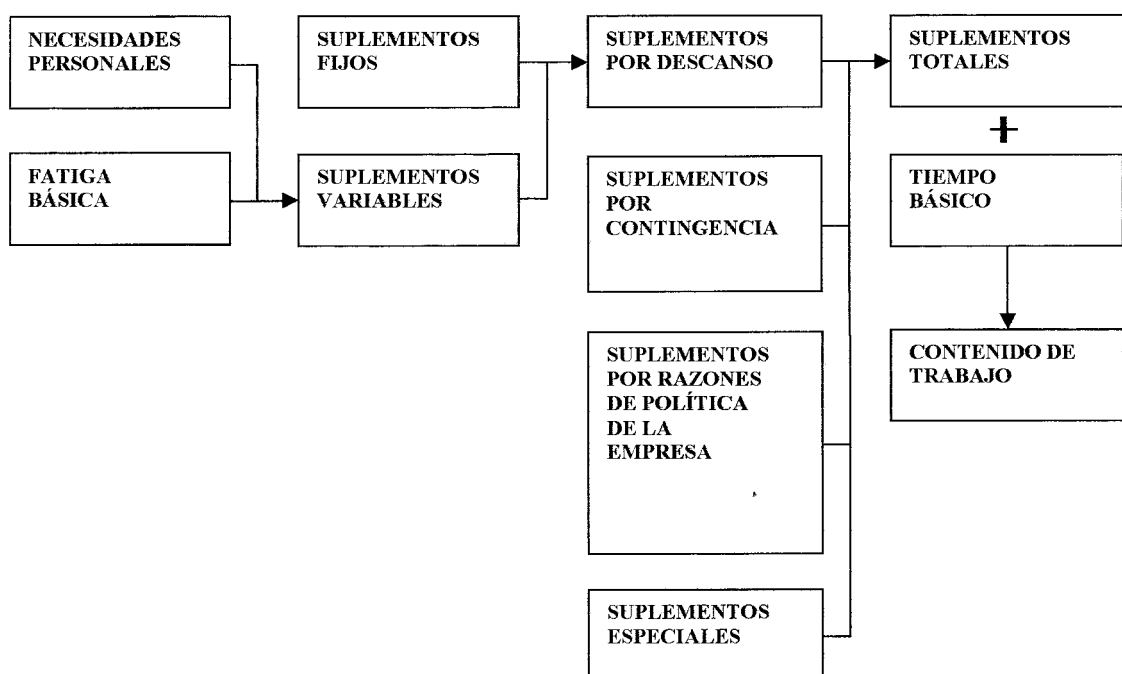 NECESIDADES
PERSONALES
SUPLEMENTOS
FIJOS
SUPLEMENTOS
POR DESCANSO
SUPLEMENTOS
TOTALES
+
FATIGA
BÁSICA
SUPLEMENTOS
VARIABLES
SUPLEMENTOS
POR
CONTINGENCIA
TIEMPO
BÁSICO
SUPLEMENTOS
POR RAZONES
DE POLÍTICA
DE LA
EMPRESA
CONTENIDO DE
TRABAJO
SUPLEMENTOS
ESPECIALES